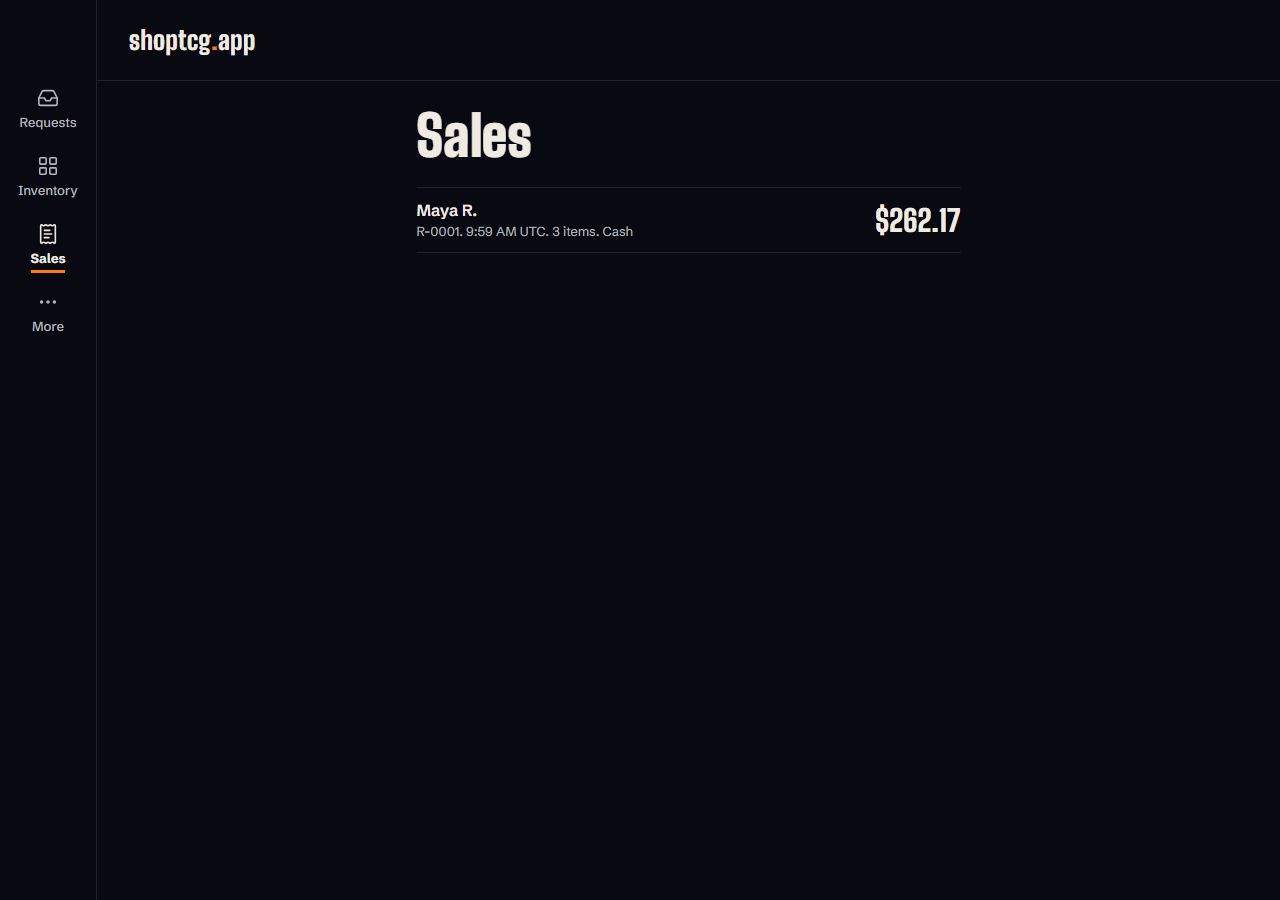 shoptcg.app
Requests
Inventory
Sales
More
Sales
Maya R.
R-0001. 9:59 AM UTC. 3 items. Cash
$262.17